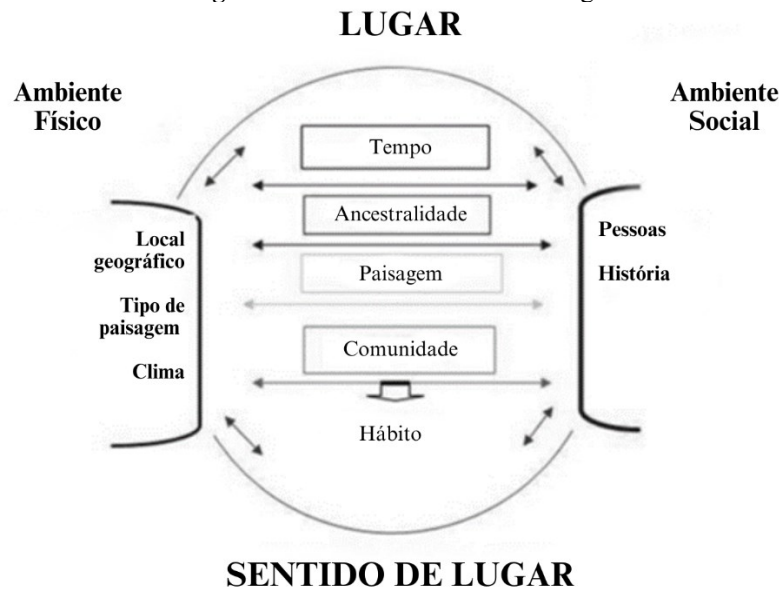 LUGAR
Ambiente
Físico
Ambiente
Social
Tempo
Ancestralidade
Paisagem
Comunidade
Hábito
Local
geográfico
Tipo de
paisagem
Clima
Pessoas
História
SENTIDO DE LUGAR